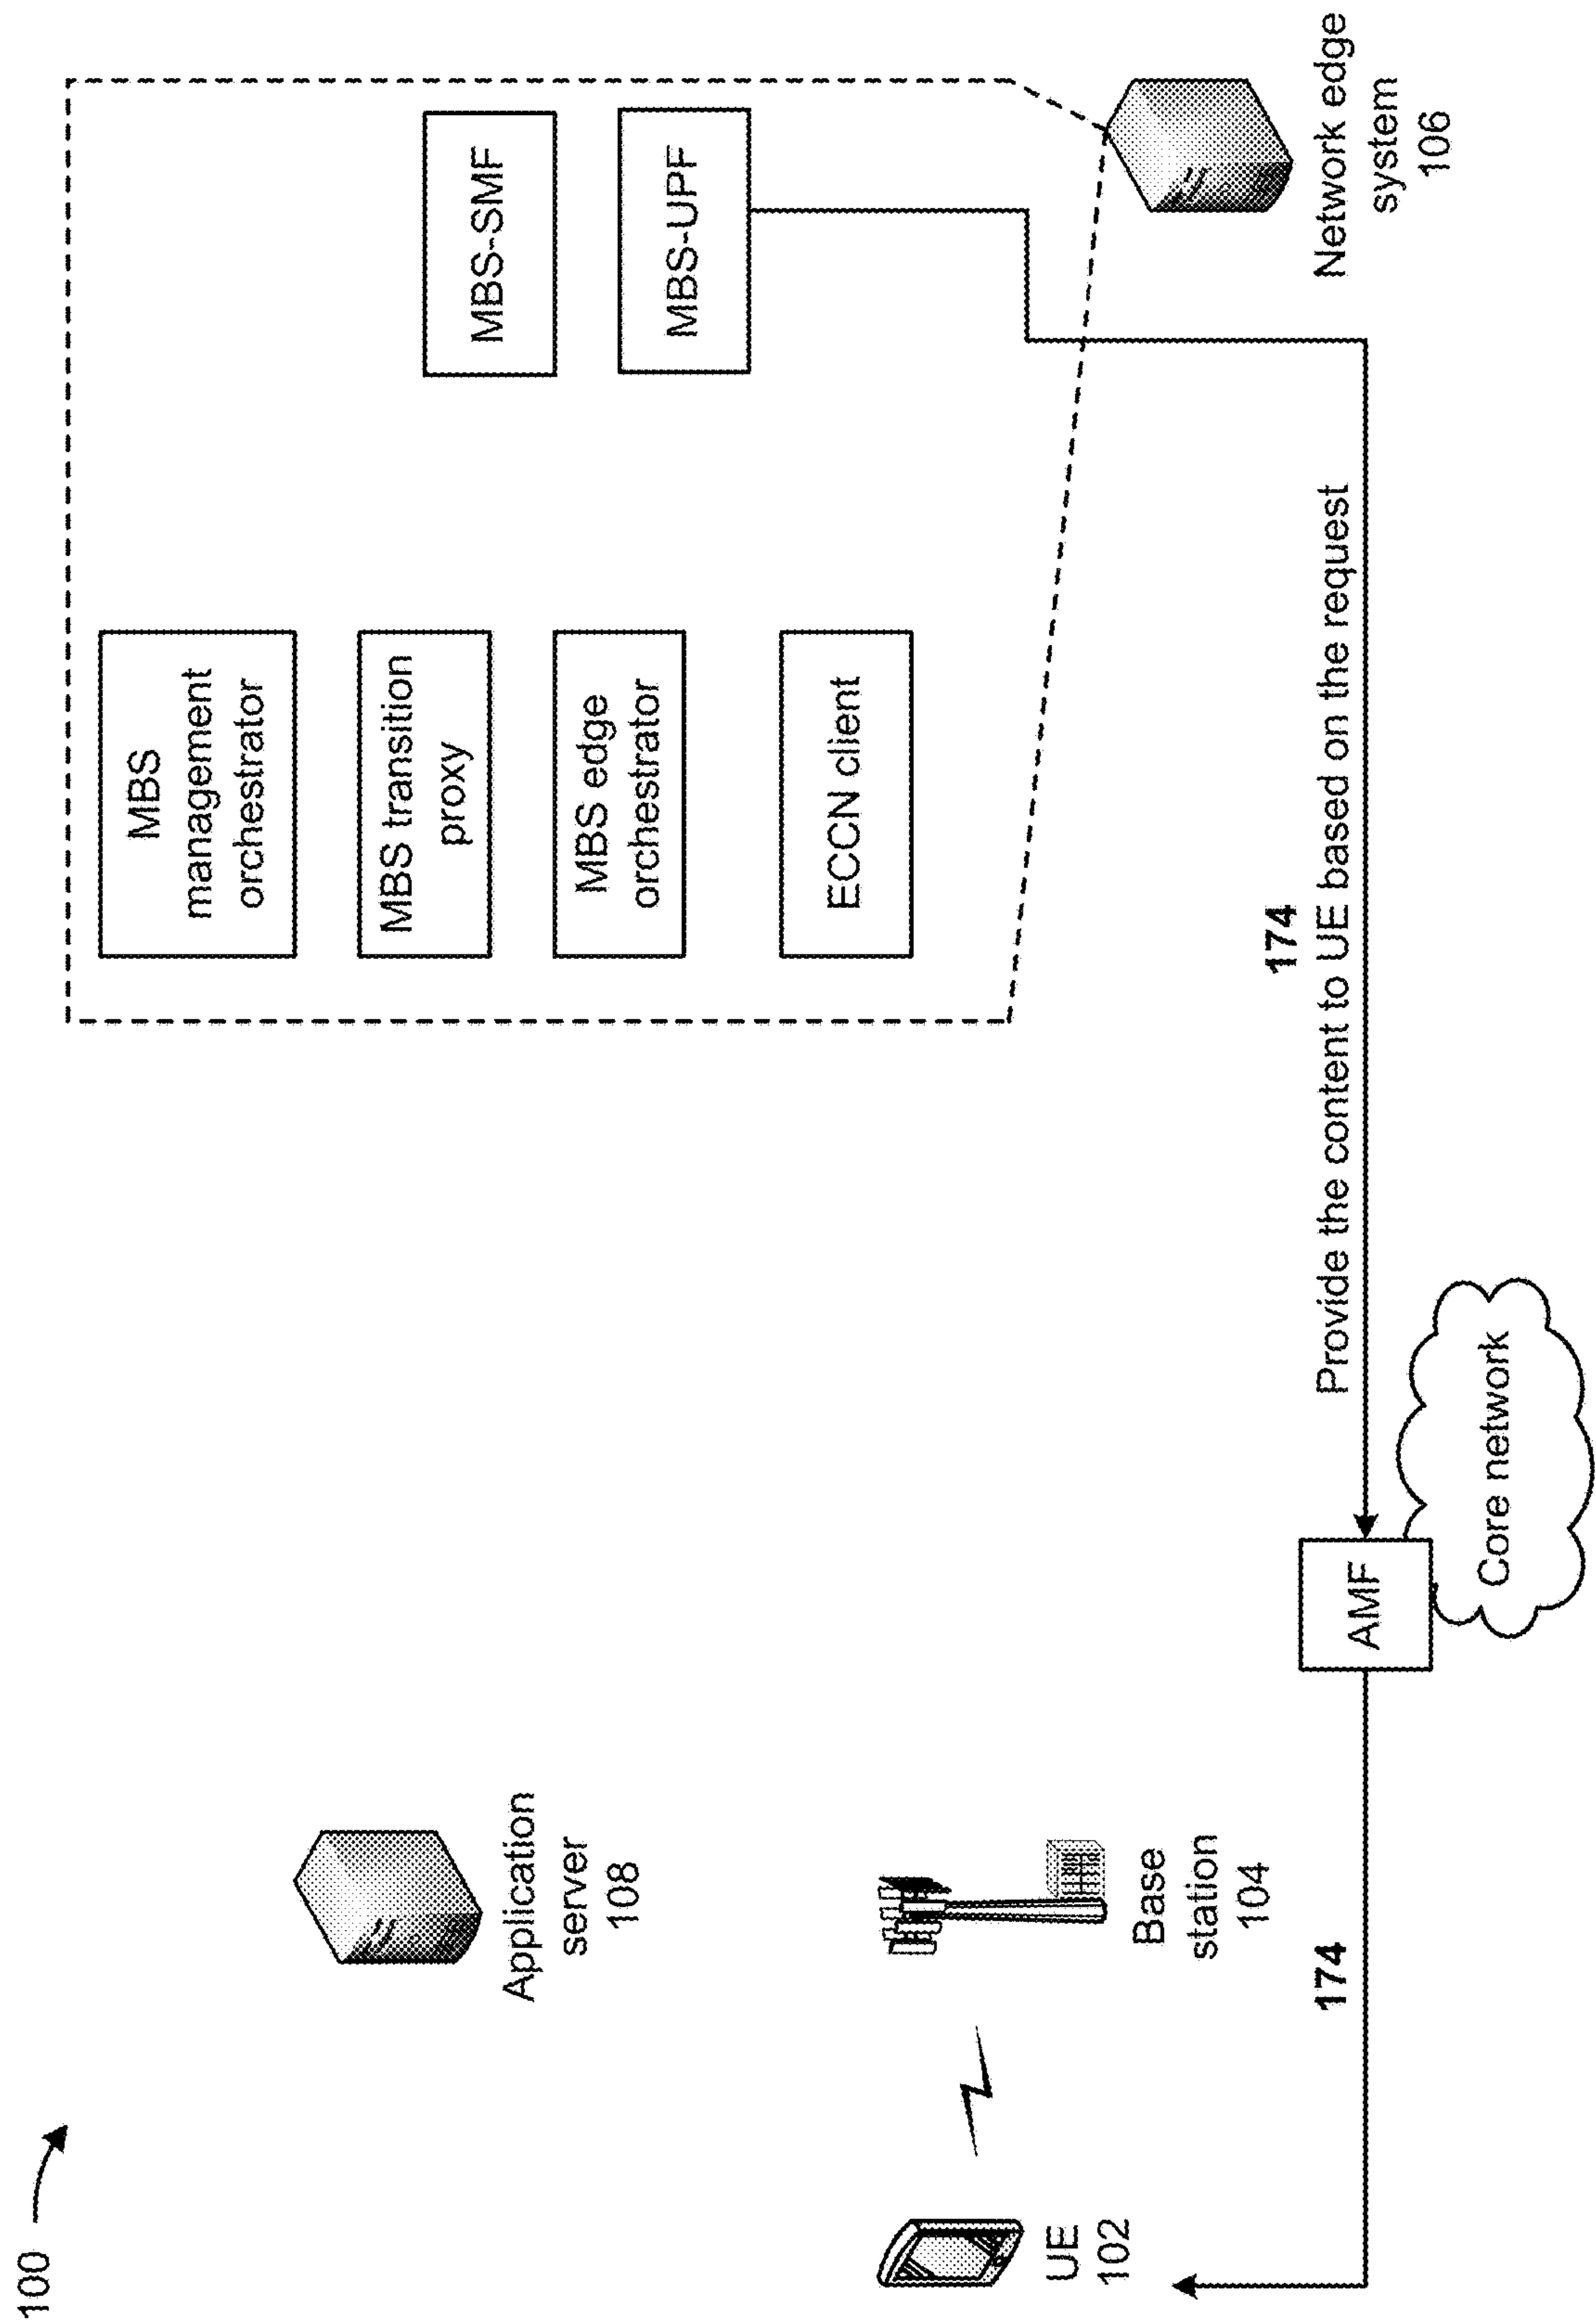 100
MBS
management
orchestrator
MBS transition
proxy
MBS edge
orchestrator
ECCN client
MBS-SMF
MBS-UPF
Application
server
108
UE
102
Base
station
104
Network edge
system
106
174
Provide the content to UE based on the request
174
AMF
Core network